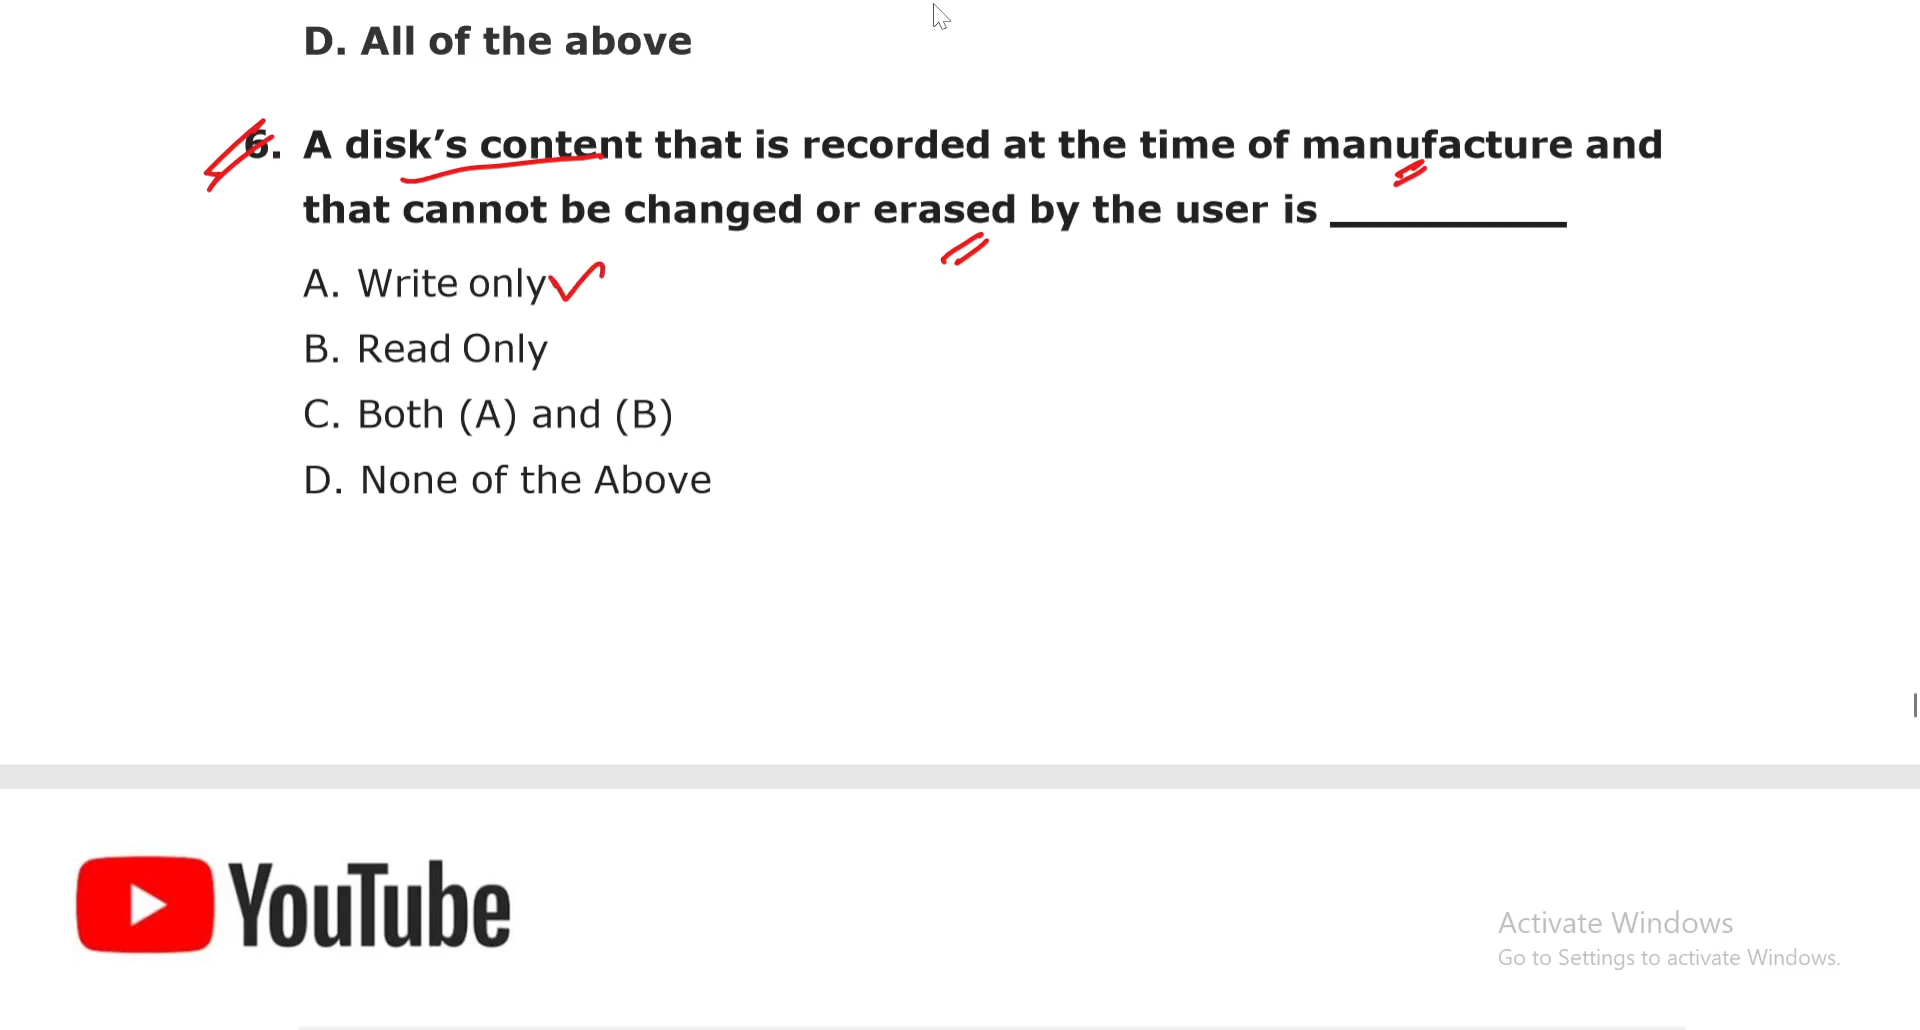 D. All of the above
6. A disk’s content that is recorded at the time of manufacture and
that cannot be changed or erased by the user is ___________
A. Write only
B. Read Only
C. Both (A) and (B)
D. None of the Above
YouTube
Activate Windows
Go to Settings to activate Windows.